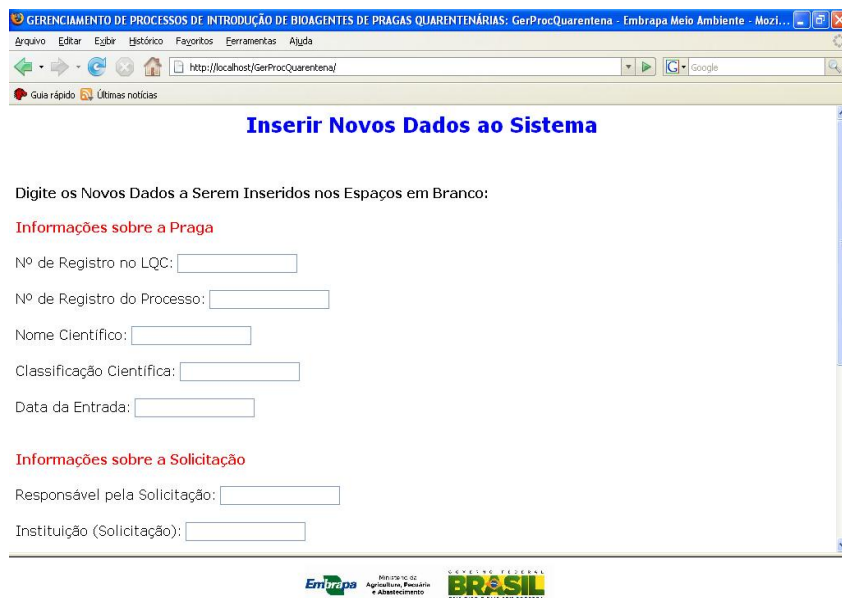 GERENCIAMENTO DE PROCESSOS DE INTRODUÇÃO DE BIOAGENTES DE PRAGAS QUARENTENÁRIAS: GerProcQuarentena - Embrapa Meio Ambiente - Mozi...
Arquivo Editar Exibir Histórico Favoritos Ferramentas Ajuda
http://localhost/GerProcQuarentena/ G Google
Guia rápido Últimas notícias
Inserir Novos Dados ao Sistema
Digite os Novos Dados a Serem Inseridos nos Espaços em Branco:
Informações sobre a Praga
Nº de Registro no LQC:
Nº de Registro do Processo:
Nome Científico:
Classificação Científica:
Data da Entrada:
Informações sobre a Solicitação
Responsável pela Solicitação:
Instituição (Solicitação):
Embrapa
Ministério da
Agricultura, Pecuária
e Abastecimento
GOVERNO FEDERAL
BRASIL